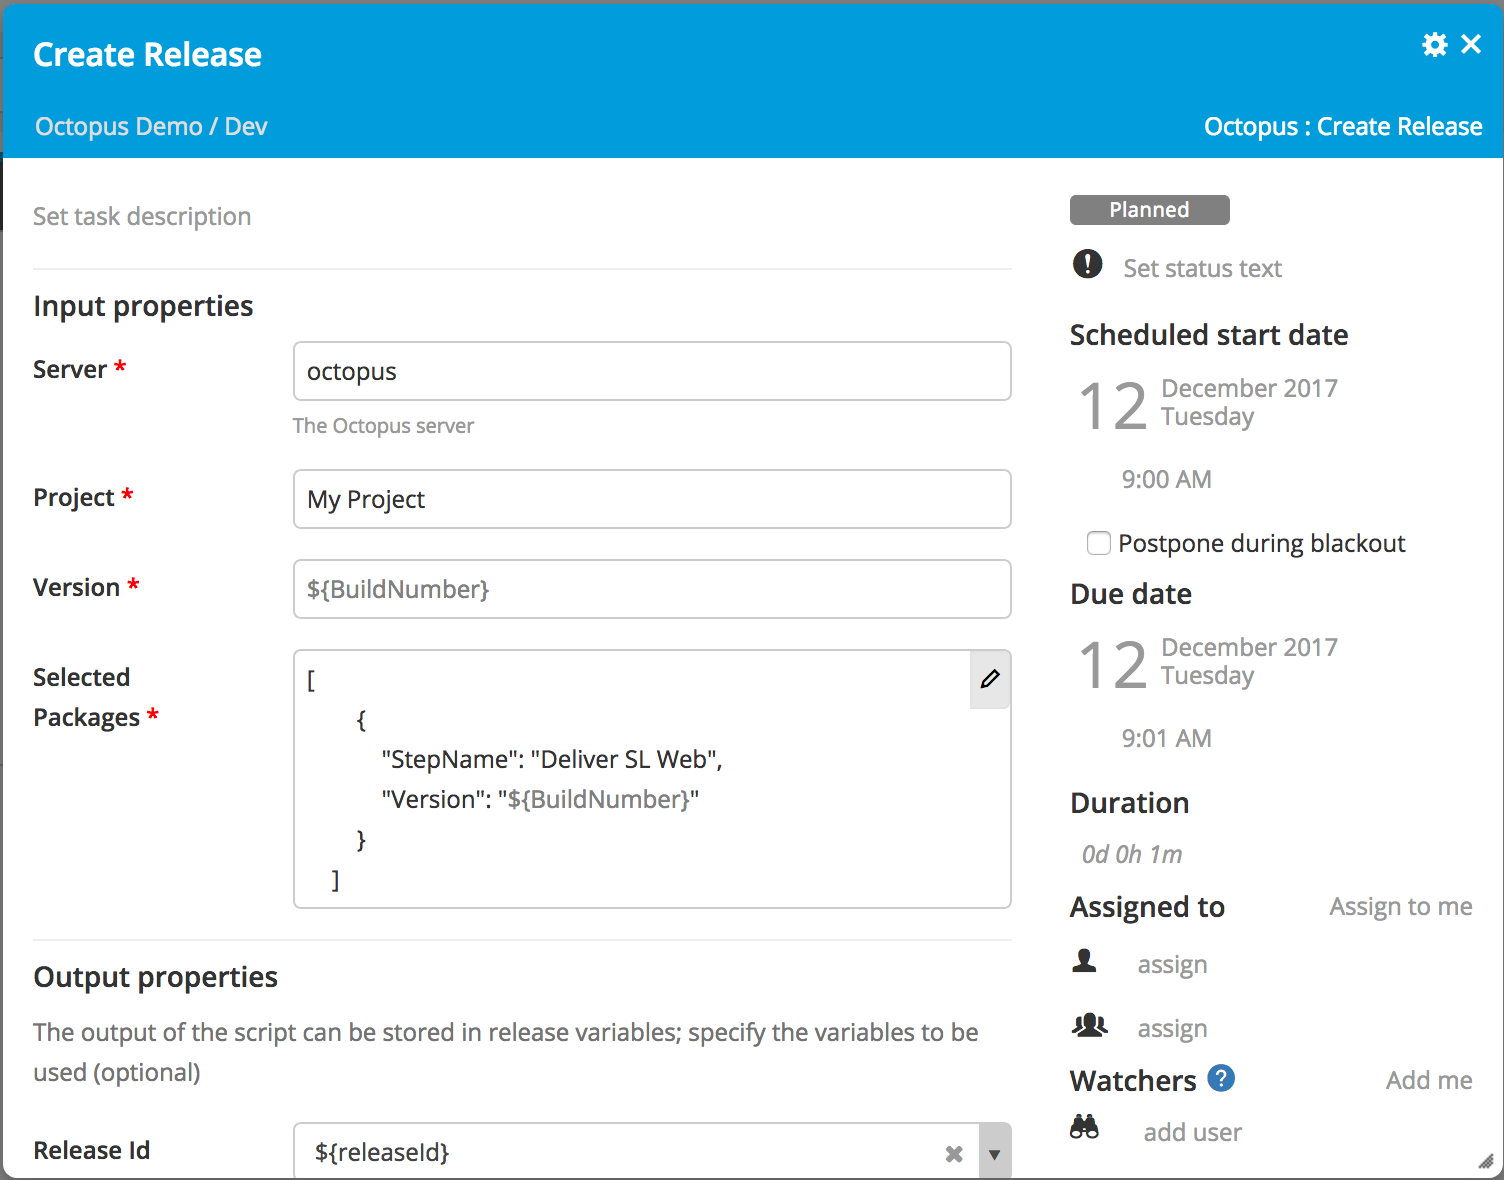 Create Release
Octopus Demo / Dev
Octopus : Create Release
Set task description
Input properties
Server *
octopus
The Octopus server
Project *
My Project
Version *
${BuildNumber}
Selected
Packages *
[
{
"StepName": "Deliver SL Web",
"Version": "${BuildNumber}"
}
]
Output properties
The output of the script can be stored in release variables; specify the variables to be
used (optional)
Release Id
${releaseId}
Planned
Set status text
Scheduled start date
12
December 2017
Tuesday
9:00 AM
Postpone during blackout
Due date
12
December 2017
Tuesday
9:01 AM
Duration
0d 0h 1m
Assigned to
Assign to me
assign
assign
Watchers ?
Add me
add user